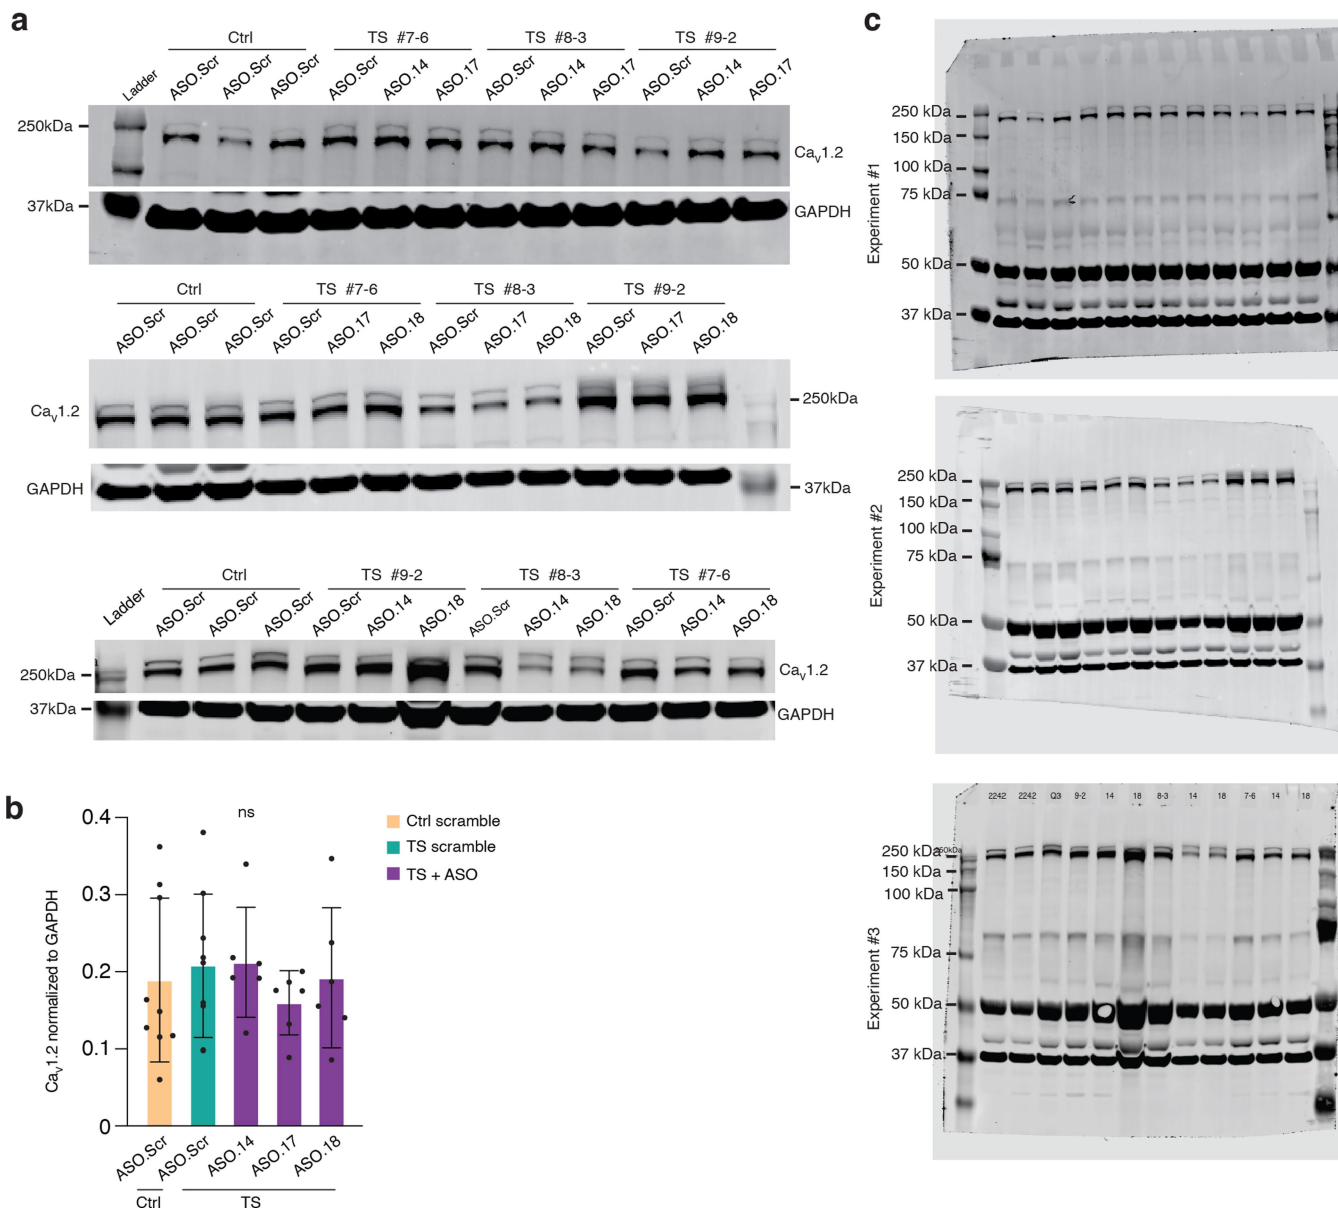 a
Ctrl TS #7-6 TS #8-3 TS #9-2
Ladder ASO.Scr ASO.Scr ASO.Scr ASO.Scr ASO.14 ASO.17 ASO.Scr ASO.14 ASO.17 ASO.Scr ASO.14 ASO.17
250kDa
Cav1.2
37kDa
GAPDH
Ctrl TS #7-6 TS #8-3 TS #9-2
ASO.Scr ASO.Scr ASO.Scr ASO.Scr ASO.17 ASO.18 ASO.Scr ASO.17 ASO.18 ASO.Scr ASO.17 ASO.18
250kDa
Cav1.2
GAPDH
37kDa
Ctrl TS #9-2 TS #8-3 TS #7-6
Ladder ASO.Scr ASO.Scr ASO.Scr ASO.Scr ASO.14 ASO.18 ASO.Scr ASO.14 ASO.18 ASO.Scr ASO.14 ASO.18
250kDa
Cav1.2
37kDa
GAPDH
b
ns
Cav1.2 normalized to GAPDH
0.4
0.3
0.2
0.1
0
ASO.Scr ASO.Scr ASO.14 ASO.17 ASO.18
Ctrl TS
Ctrl scramble
TS scramble
TS + ASO
c
Experiment #1
250 kDa
150 kDa
100 kDa
75 kDa
50 kDa
37 kDa
Experiment #2
250 kDa
150 kDa
100 kDa
75 kDa
50 kDa
37 kDa
Experiment #3
2242 2242 Q3 9-2 14 18 8-3 14 18 7-6 14 18
250 kDa 250kDa
150 kDa
100 kDa
75 kDa
50 kDa
37 kDa